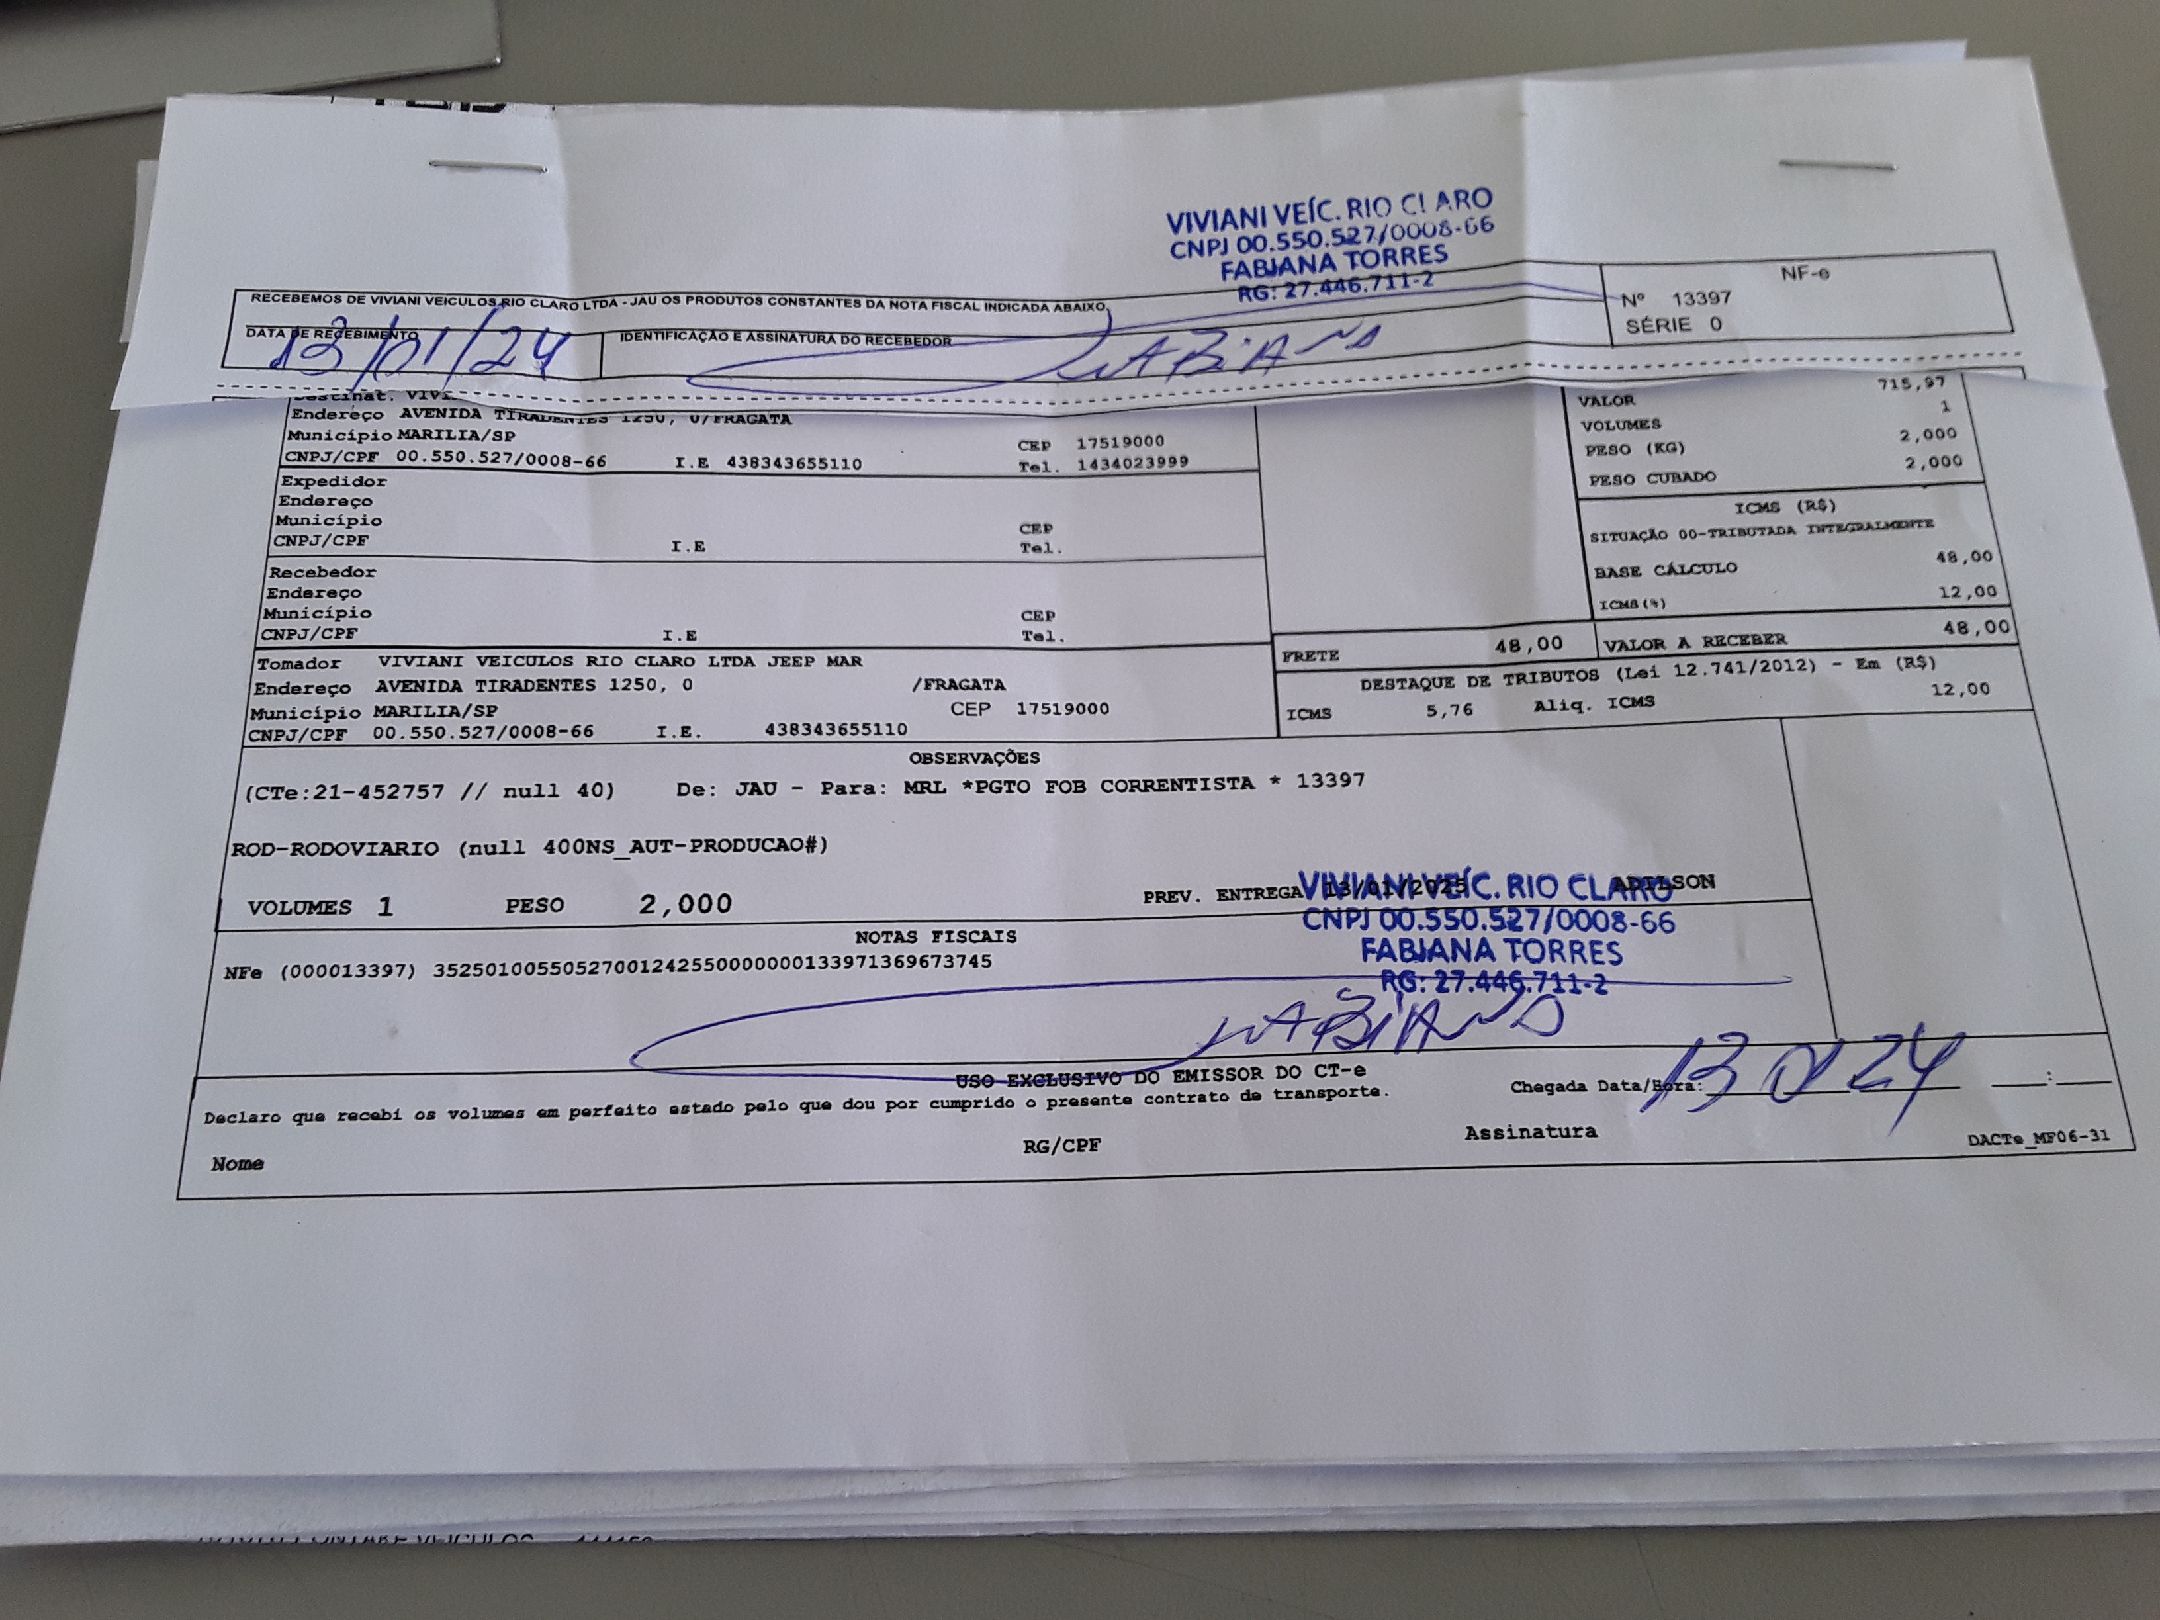 VIVIANI VEÍC. RIO CLARO
CNPJ 00.550.527/0008-66
FABIANA TORRES
RG: 27.446.711-2
RECEBEMOS DE VIVIANI VEICULOS RIO CLARO LTDA - JAU OS PRODUTOS CONSTANTES DA NOTA FISCAL INDICADA ABAIXO
NF-e
Nº 13397
SÉRIE 0
DATA DE RECEBIMENTO
13/01/24
IDENTIFICAÇÃO E ASSINATURA DO RECEBEDOR
FABIANA
Destinat. VIVI
Endereço AVENIDA TIRADENTES 1250, 0/FRAGATA
Município MARILIA/SP CEP 17519000
CNPJ/CPF 00.550.527/0008-66 I.E 438343655110 Tel. 1434023999
Expedidor
Endereço
Município CEP
CNPJ/CPF I.E Tel.
Recebedor
Endereço
Município CEP
CNPJ/CPF I.E Tel.
Tomador VIVIANI VEICULOS RIO CLARO LTDA JEEP MAR
Endereço AVENIDA TIRADENTES 1250, 0 /FRAGATA
Município MARILIA/SP CEP 17519000
CNPJ/CPF 00.550.527/0008-66 I.E. 438343655110
VALOR 715,97
VOLUMES 1
PESO (KG) 2,000
PESO CUBADO 2,000
ICMS (R$)
SITUAÇÃO 00-TRIBUTADA INTEGRALMENTE
BASE CÁLCULO 48,00
ICMS(%) 12,00
FRETE 48,00 VALOR A RECEBER 48,00
DESTAQUE DE TRIBUTOS (Lei 12.741/2012) - Em (R$)
ICMS 5,76 Aliq. ICMS 12,00
OBSERVAÇÕES
(CTe:21-452757 // null 40) De: JAU - Para: MRL *PGTO FOB CORRENTISTA * 13397
ROD-RODOVIARIO (null 400NS_AUT-PRODUCAO#)
VOLUMES 1 PESO 2,000 PREV. ENTREGA 13/01/2025 ADILSON
VIVIANI VEÍC. RIO CLARO
CNPJ 00.550.527/0008-66
FABIANA TORRES
RG: 27.446.711-2
NOTAS FISCAIS
NFe (000013397) 35250100550527001242550000000133971369673745
FABIANA
USO EXCLUSIVO DO EMISSOR DO CT-e
Declaro que recebi os volumes em perfeito estado pelo que dou por cumprido o presente contrato de transporte.
Chegada Data/Hora: 13 01 24 __:__
Nome RG/CPF Assinatura
DACTe_MF06-31